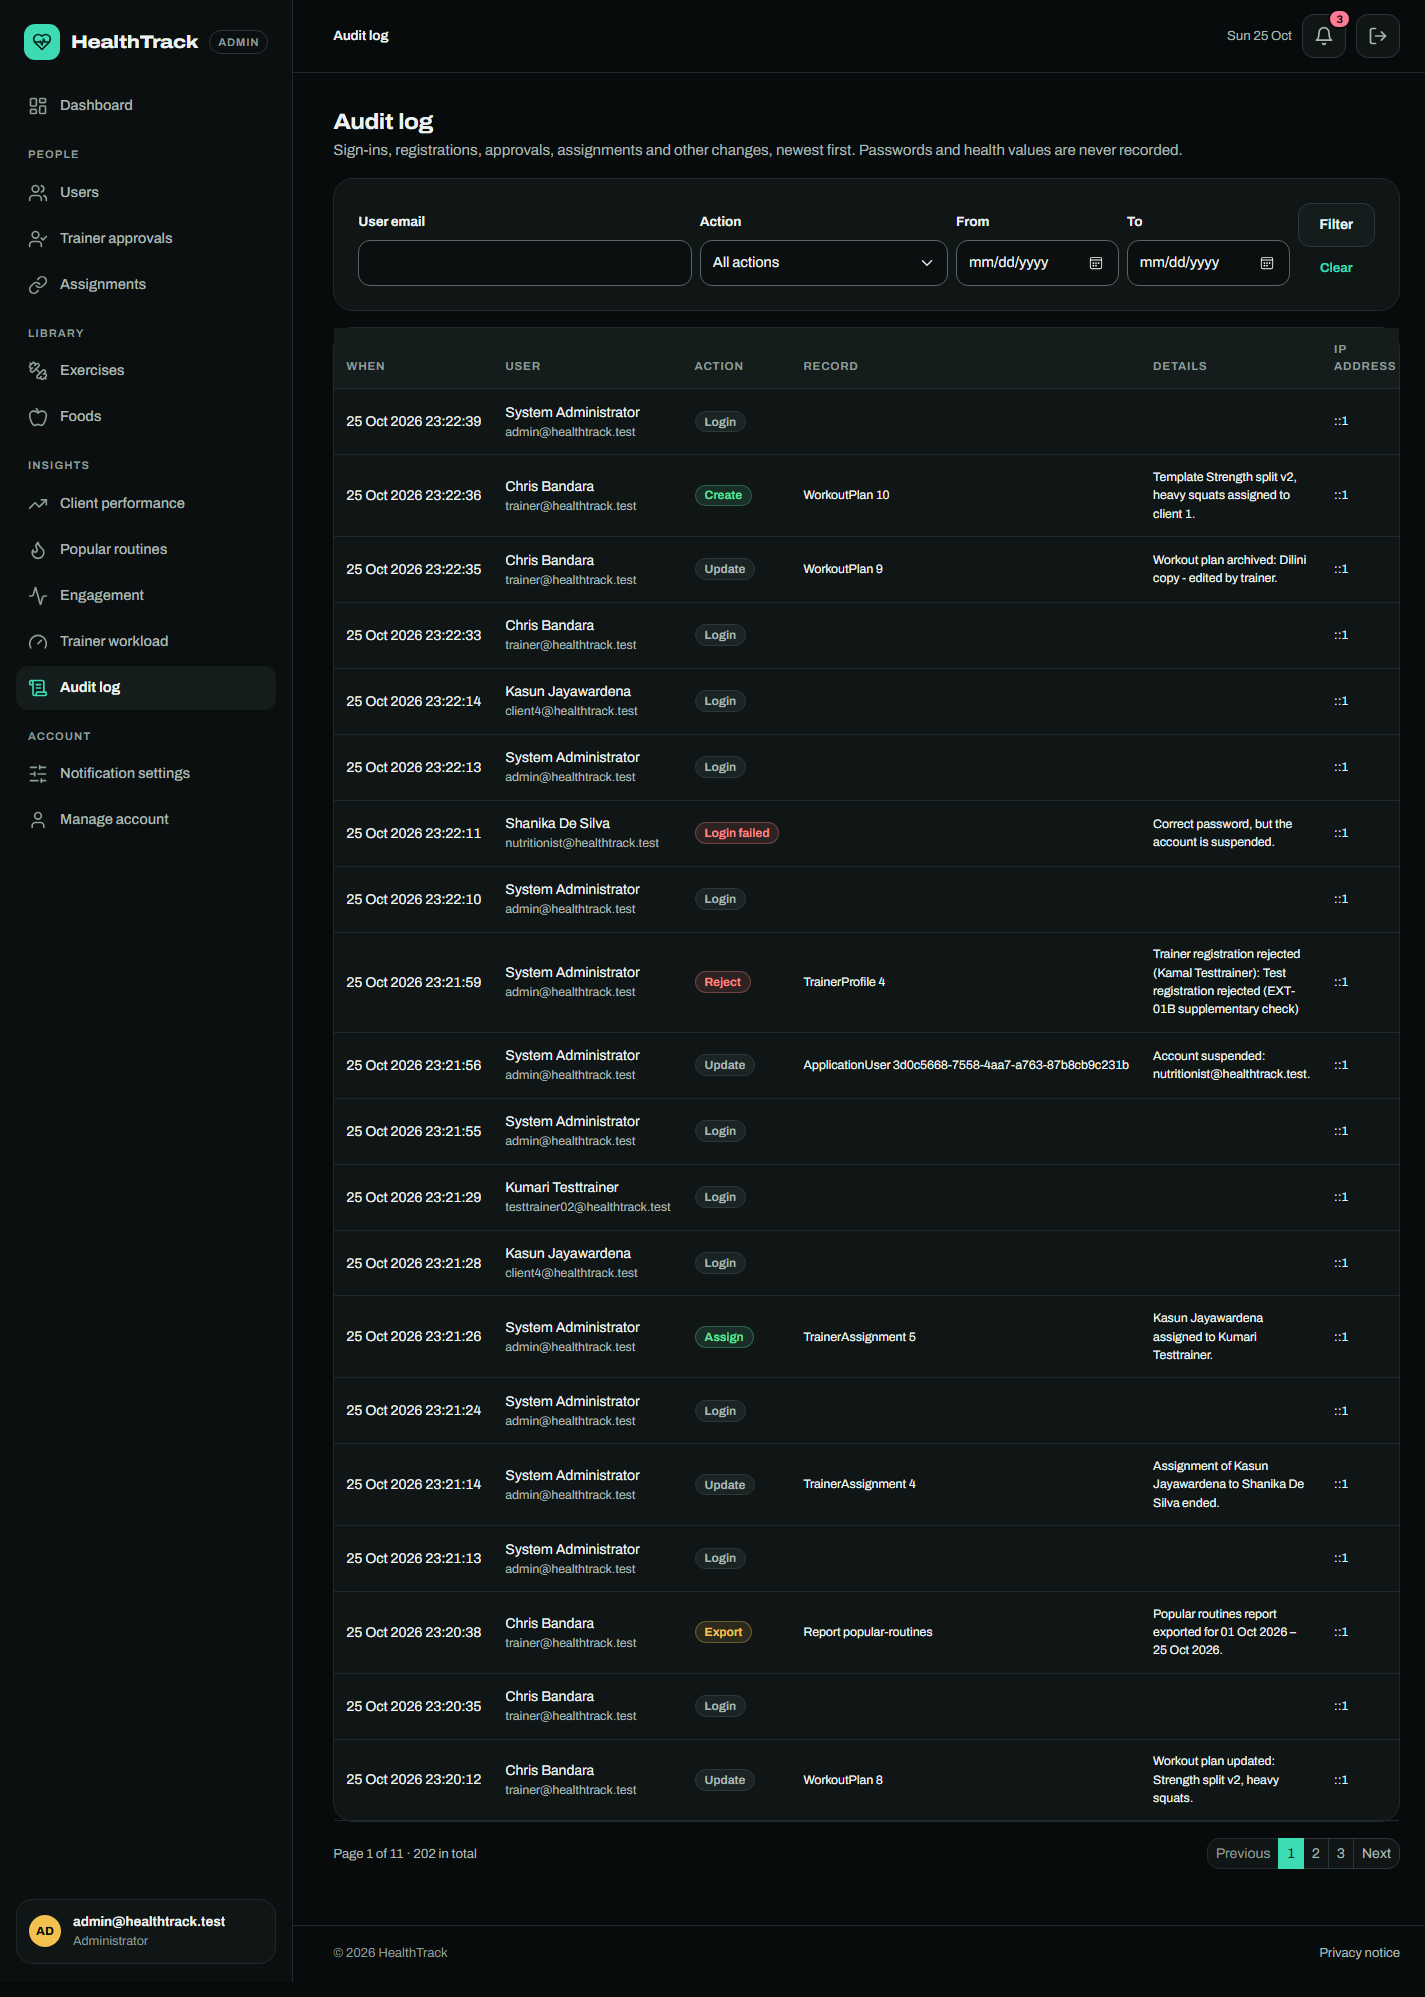 HealthTrack ADMIN
Dashboard
PEOPLE
Users
Trainer approvals
Assignments
LIBRARY
Exercises
Foods
INSIGHTS
Client performance
Popular routines
Engagement
Trainer workload
Audit log
ACCOUNT
Notification settings
Manage account
AD
admin@healthtrack.test
Administrator
Audit log
Sun 25 Oct
3
Audit log
Sign-ins, registrations, approvals, assignments and other changes, newest first. Passwords and health values are never recorded.
User email
Action
All actions
From
mm/dd/yyyy
To
mm/dd/yyyy
Filter
Clear
WHEN USER ACTION RECORD DETAILS IP ADDRESS
25 Oct 2026 23:22:39 System Administrator Login ::1
admin@healthtrack.test
25 Oct 2026 23:22:36 Chris Bandara Create WorkoutPlan 10 Template Strength split v2, heavy squats assigned to client 1. ::1
trainer@healthtrack.test
25 Oct 2026 23:22:35 Chris Bandara Update WorkoutPlan 9 Workout plan archived: Dilini copy - edited by trainer. ::1
trainer@healthtrack.test
25 Oct 2026 23:22:33 Chris Bandara Login ::1
trainer@healthtrack.test
25 Oct 2026 23:22:14 Kasun Jayawardena Login ::1
client4@healthtrack.test
25 Oct 2026 23:22:13 System Administrator Login ::1
admin@healthtrack.test
25 Oct 2026 23:22:11 Shanika De Silva Login failed Correct password, but the account is suspended. ::1
nutritionist@healthtrack.test
25 Oct 2026 23:22:10 System Administrator Login ::1
admin@healthtrack.test
25 Oct 2026 23:21:59 System Administrator Reject TrainerProfile 4 Trainer registration rejected (Kamal Testtrainer): Test registration rejected (EXT-01B supplementary check) ::1
admin@healthtrack.test
25 Oct 2026 23:21:56 System Administrator Update ApplicationUser 3d0c5668-7558-4aa7-a763-87b8cb9c231b Account suspended: nutritionist@healthtrack.test. ::1
admin@healthtrack.test
25 Oct 2026 23:21:55 System Administrator Login ::1
admin@healthtrack.test
25 Oct 2026 23:21:29 Kumari Testtrainer Login ::1
testtrainer02@healthtrack.test
25 Oct 2026 23:21:28 Kasun Jayawardena Login ::1
client4@healthtrack.test
25 Oct 2026 23:21:26 System Administrator Assign TrainerAssignment 5 Kasun Jayawardena assigned to Kumari Testtrainer. ::1
admin@healthtrack.test
25 Oct 2026 23:21:24 System Administrator Login ::1
admin@healthtrack.test
25 Oct 2026 23:21:14 System Administrator Update TrainerAssignment 4 Assignment of Kasun Jayawardena to Shanika De Silva ended. ::1
admin@healthtrack.test
25 Oct 2026 23:21:13 System Administrator Login ::1
admin@healthtrack.test
25 Oct 2026 23:20:38 Chris Bandara Export Report popular-routines Popular routines report exported for 01 Oct 2026 – 25 Oct 2026. ::1
trainer@healthtrack.test
25 Oct 2026 23:20:35 Chris Bandara Login ::1
trainer@healthtrack.test
25 Oct 2026 23:20:12 Chris Bandara Update WorkoutPlan 8 Workout plan updated: Strength split v2, heavy squats. ::1
trainer@healthtrack.test
Page 1 of 11 · 202 in total
Previous 1 2 3 Next
© 2026 HealthTrack
Privacy notice